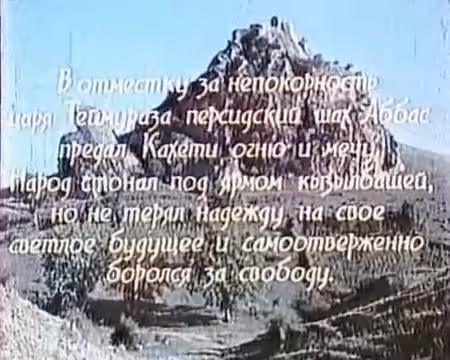 В отместку за непокорность
царя Теймураза персидский шах Аббас
предал Кахети огню и мечу.
Народ стонал под ярмом кызылбашей,
но не терял надежду на свое
светлое будущее и самоотверженно
боролся за свободу.